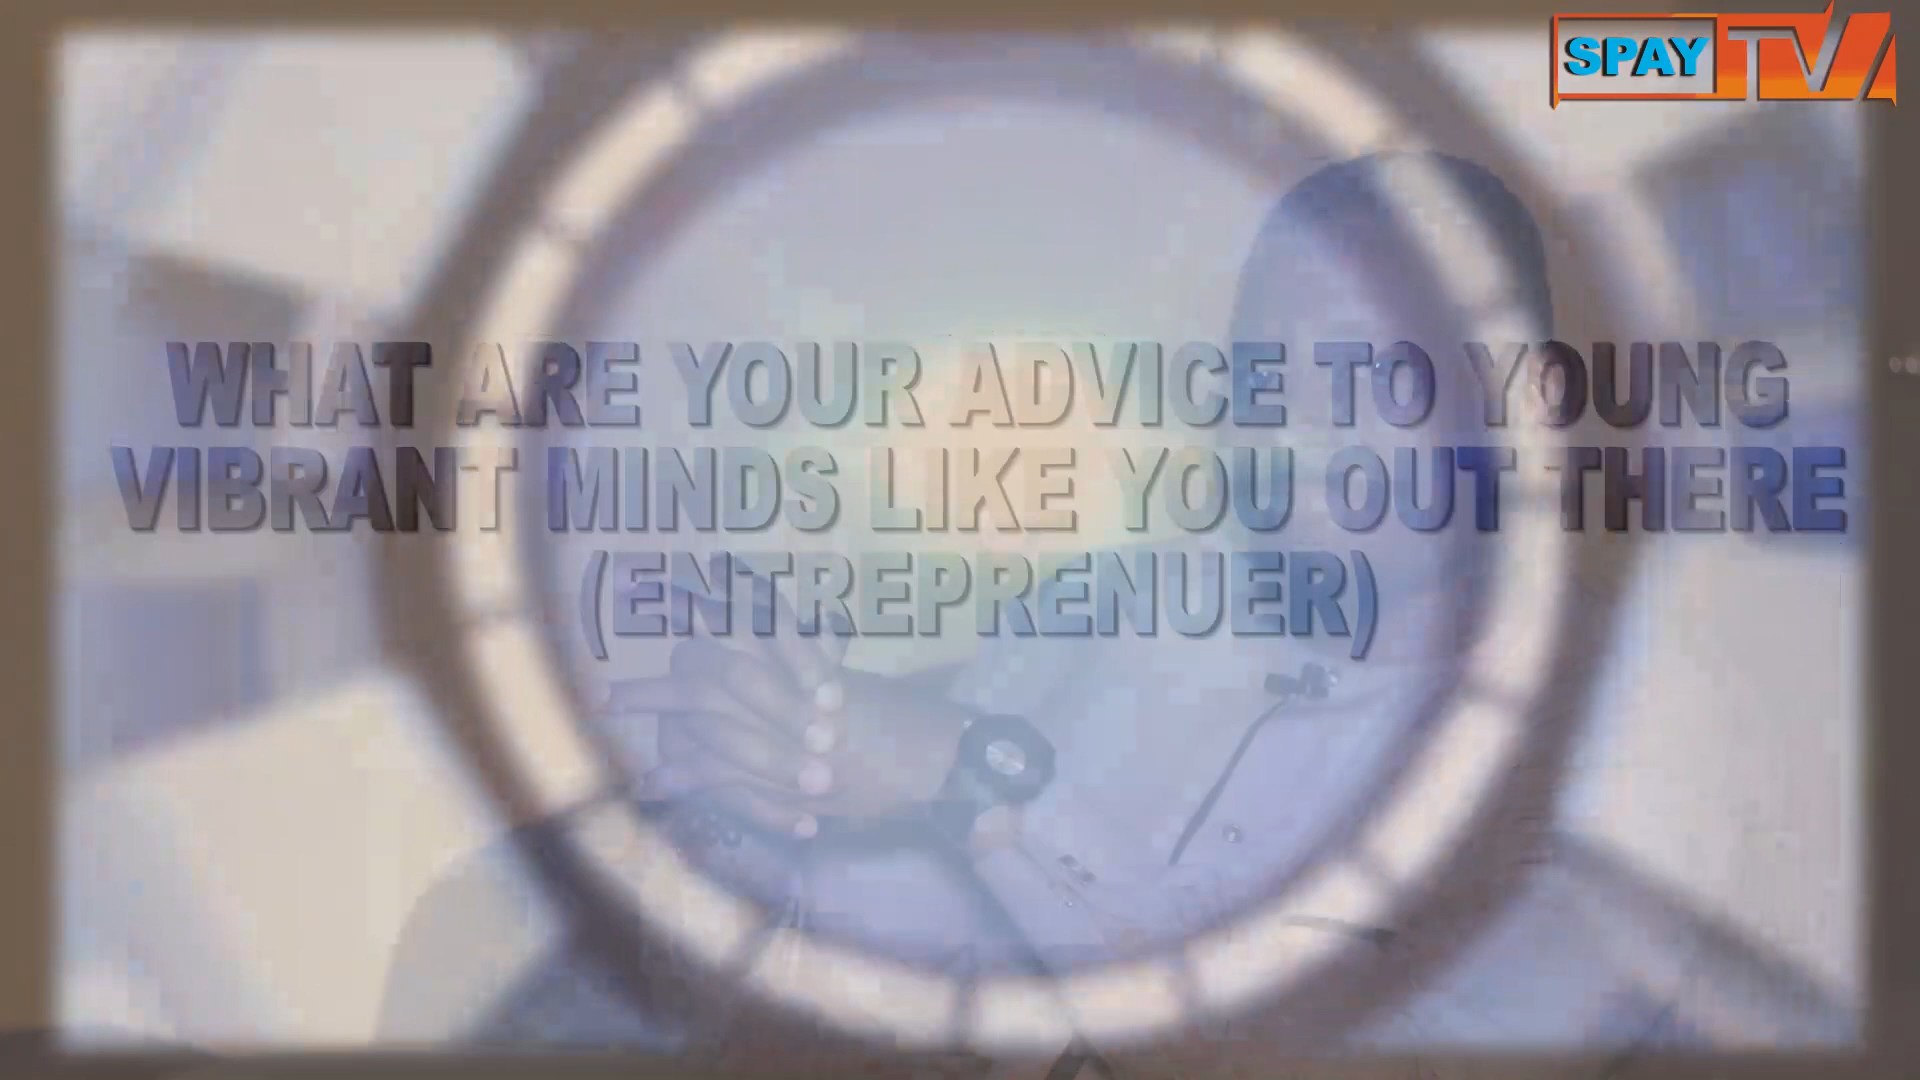 SPAY TV
WHAT ARE YOUR ADVICE TO YOUNG
VIBRANT MINDS LIKE YOU OUT THERE
(ENTREPRENUER)